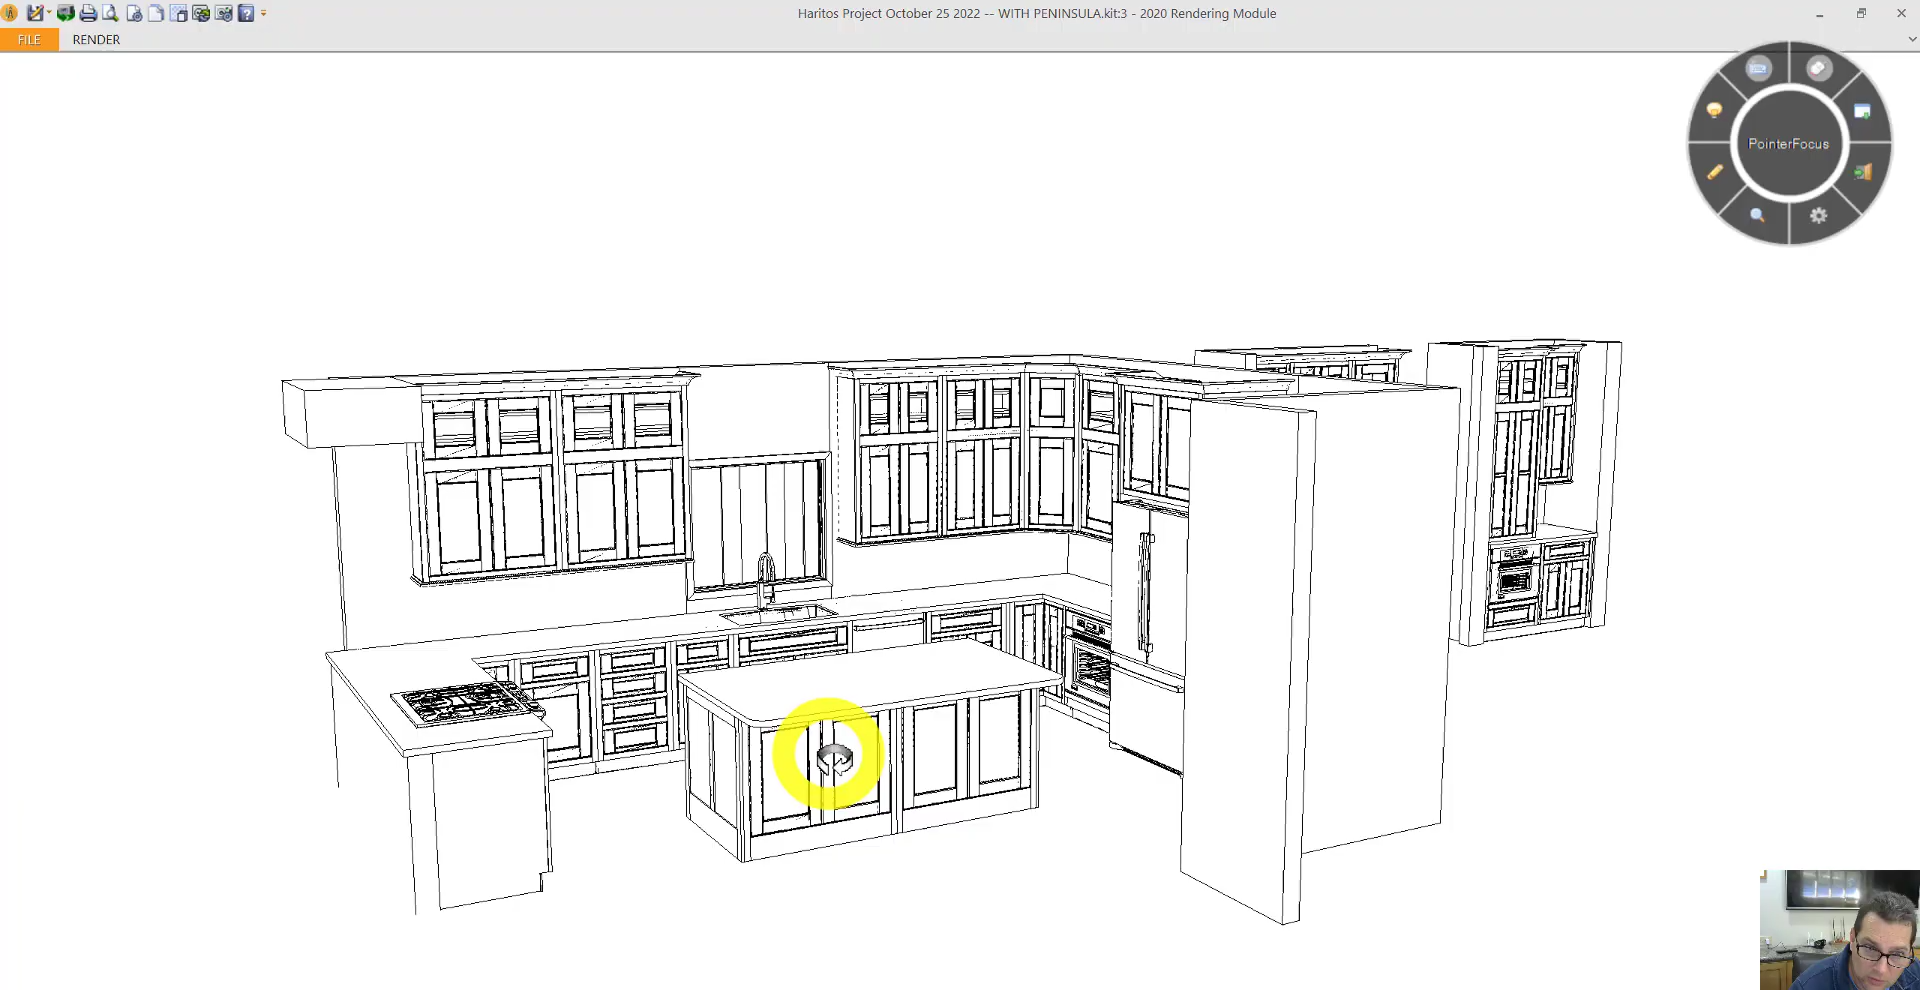 Haritos Project October 25 2022 -- WITH PENINSULA.kit:3 - 2020 Rendering Module
FILE RENDER
PointerFocus